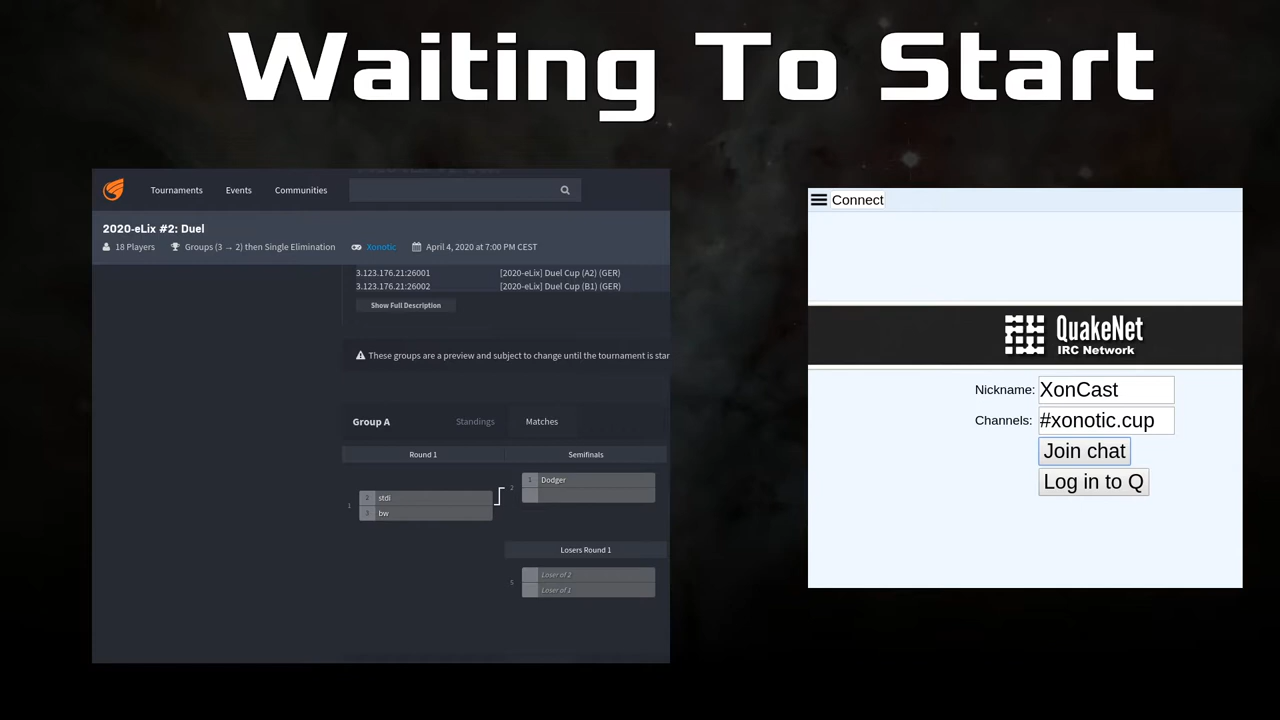 Waiting To Start
Tournaments Events Communities
2020-eLix #2: Duel
18 Players Groups (3 → 2) then Single Elimination Xonotic April 4, 2020 at 7:00 PM CEST
3.123.176.21:26001 [2020-eLix] Duel Cup (A2) (GER)
3.123.176.21:26002 [2020-eLix] Duel Cup (B1) (GER)
Show Full Description
These groups are a preview and subject to change until the tournament is star
Group A Standings Matches
Round 1 Semifinals
1 Dodger
2
2 stdi
1
3 bw
Losers Round 1
Loser of 2
5
Loser of 1
Connect
QuakeNet
IRC Network
Nickname: XonCast
Channels: #xonotic.cup
Join chat
Log in to Q